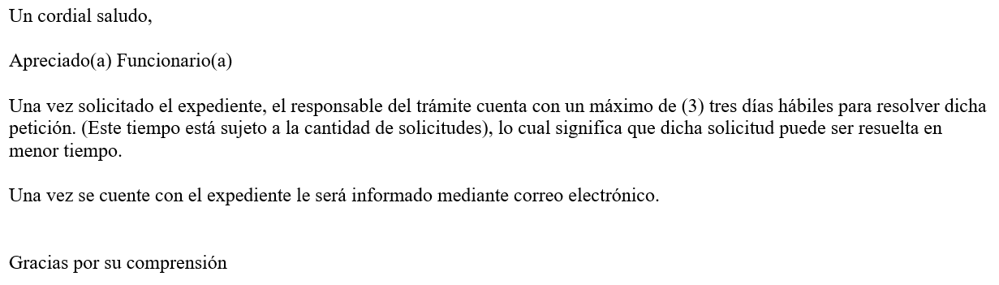 Un cordial saludo,
Apreciado(a) Funcionario(a)
Una vez solicitado el expediente, el responsable del trámite cuenta con un máximo de (3) tres días hábiles para resolver dicha
petición. (Este tiempo está sujeto a la cantidad de solicitudes), lo cual significa que dicha solicitud puede ser resuelta en
menor tiempo.
Una vez se cuente con el expediente le será informado mediante correo electrónico.
Gracias por su comprensión